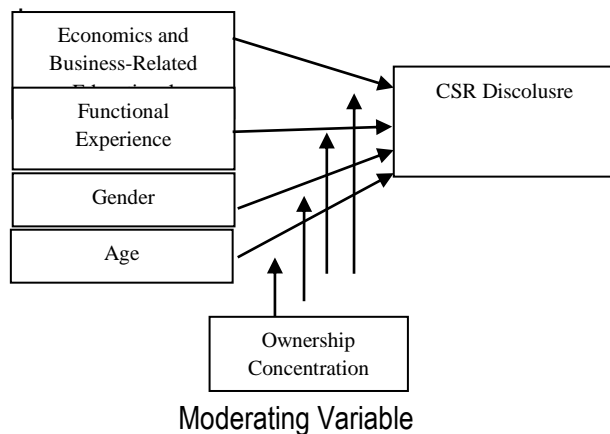 Economics and
Business-Related
Functional
Experience
Gender
Age
CSR Discolusre
Ownership
Concentration
Moderating Variable